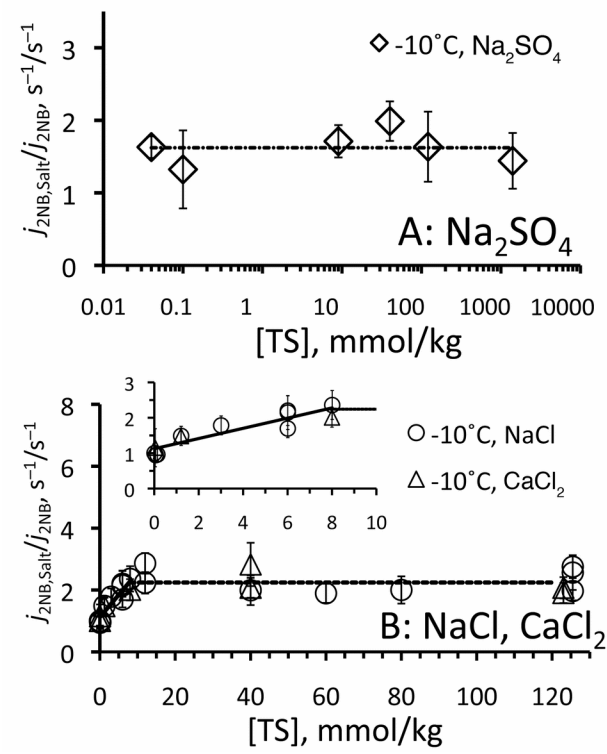 j2NB,Salt/j2NB, s⁻¹/s⁻¹
3
2
1
0
-10˚C, Na₂SO₄
A: Na₂SO₄
0.01 0.1 1 10 100 1000 10000
[TS], mmol/kg
j2NB,Salt/j2NB, s⁻¹/s⁻¹
8
6
4
2
0
3
2
1
0
0 2 4 6 8 10
-10˚C, NaCl
-10˚C, CaCl₂
B: NaCl, CaCl₂
0 20 40 60 80 100 120
[TS], mmol/kg